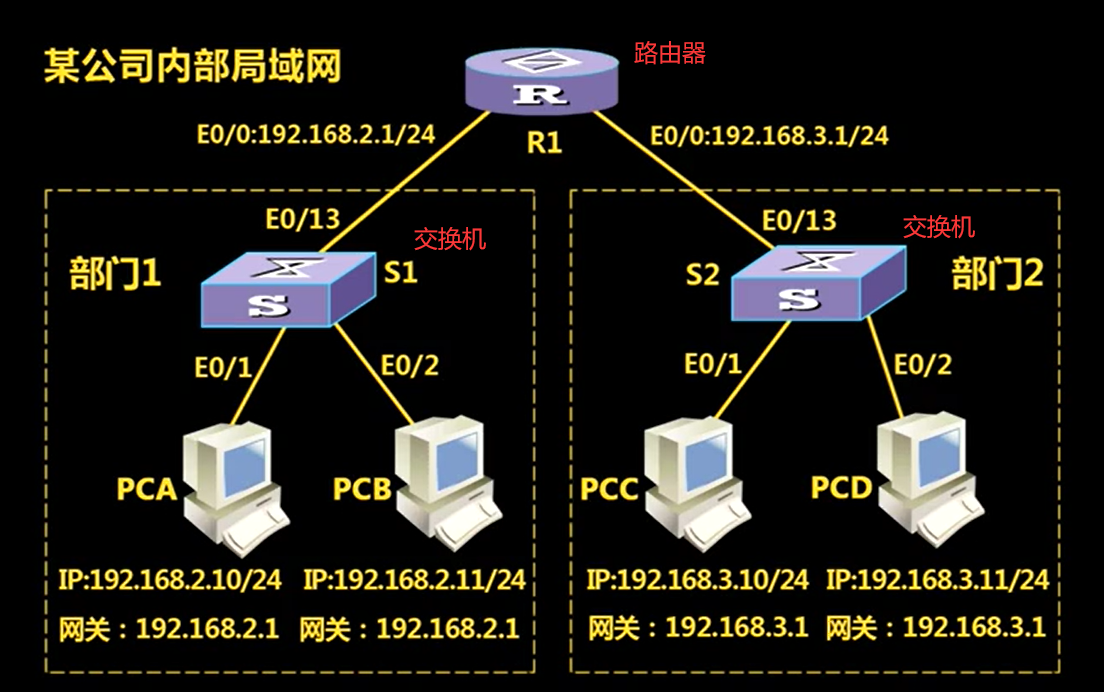 某公司内部局域网
路由器
R
R1
E0/0:192.168.2.1/24
E0/0:192.168.3.1/24
部门1
E0/13
交换机
S1
S
E0/1
E0/2
PCA
PCB
IP:192.168.2.10/24
IP:192.168.2.11/24
网关：192.168.2.1
网关：192.168.2.1
E0/13
交换机
S2
部门2
S
E0/1
E0/2
PCC
PCD
IP:192.168.3.10/24
IP:192.168.3.11/24
网关：192.168.3.1
网关：192.168.3.1